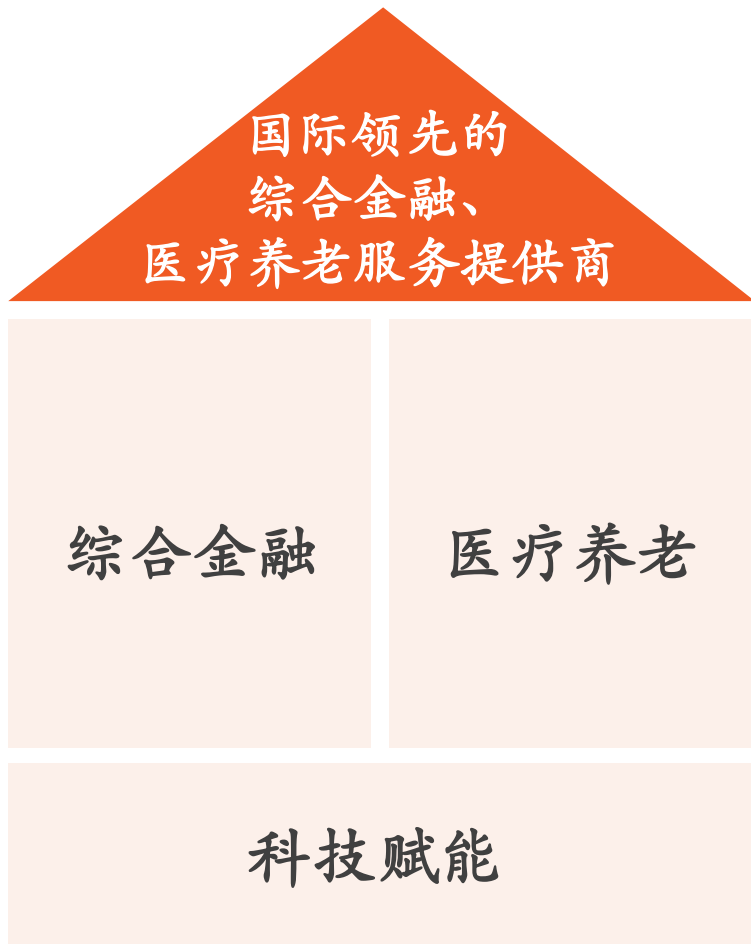 国际领先的
综合金融、
医疗养老服务提供商
综合金融
医疗养老
科技赋能